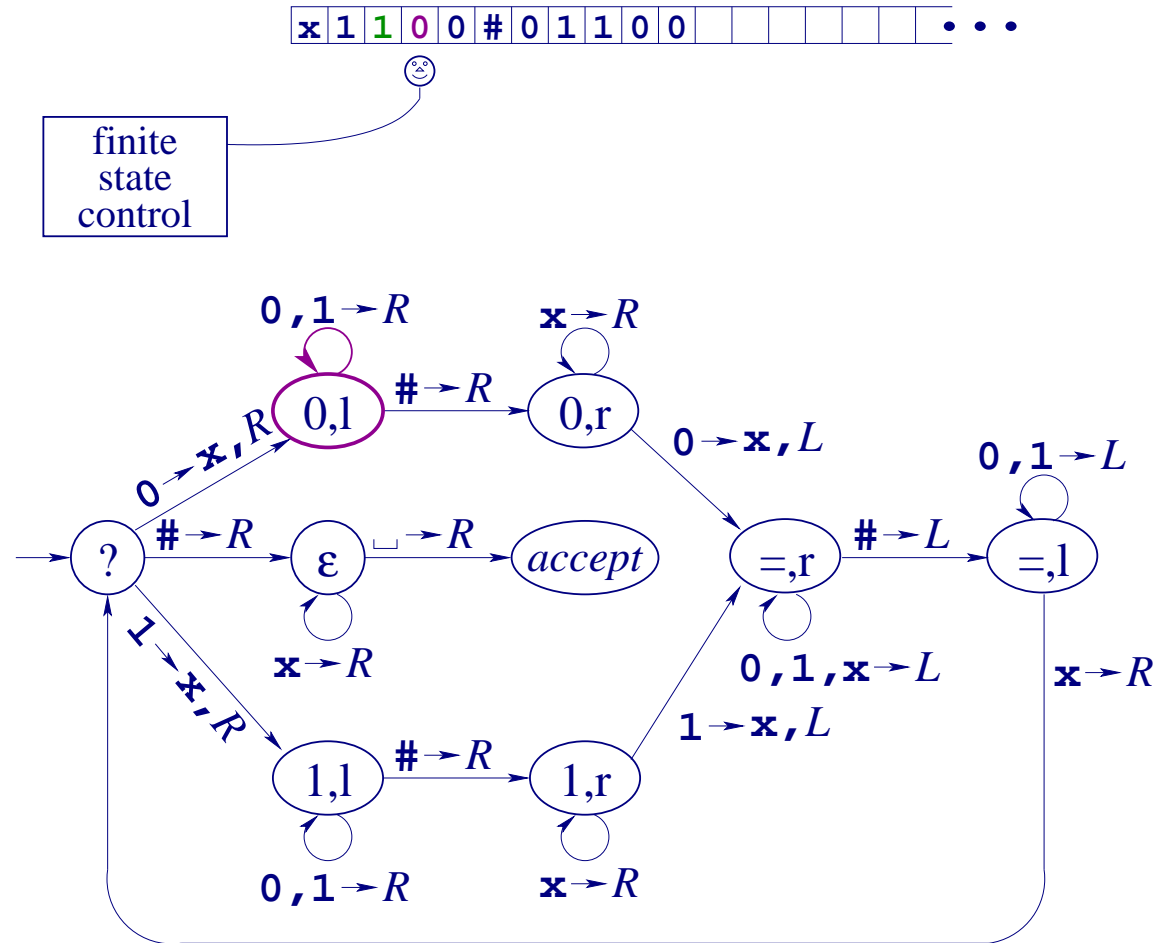 x 1 1 0 0 # 0 1 1 0 0 • • •
finite
state
control
0,1→R
x→R
0,l
#→R
0,r
0→x,R
0→x,L
0,1→L
?
#→R
ε
␣→R
accept
=,r
#→L
=,l
x→R
0,1,x→L
x→R
1→x,R
1→x,L
1,l
#→R
1,r
0,1→R
x→R